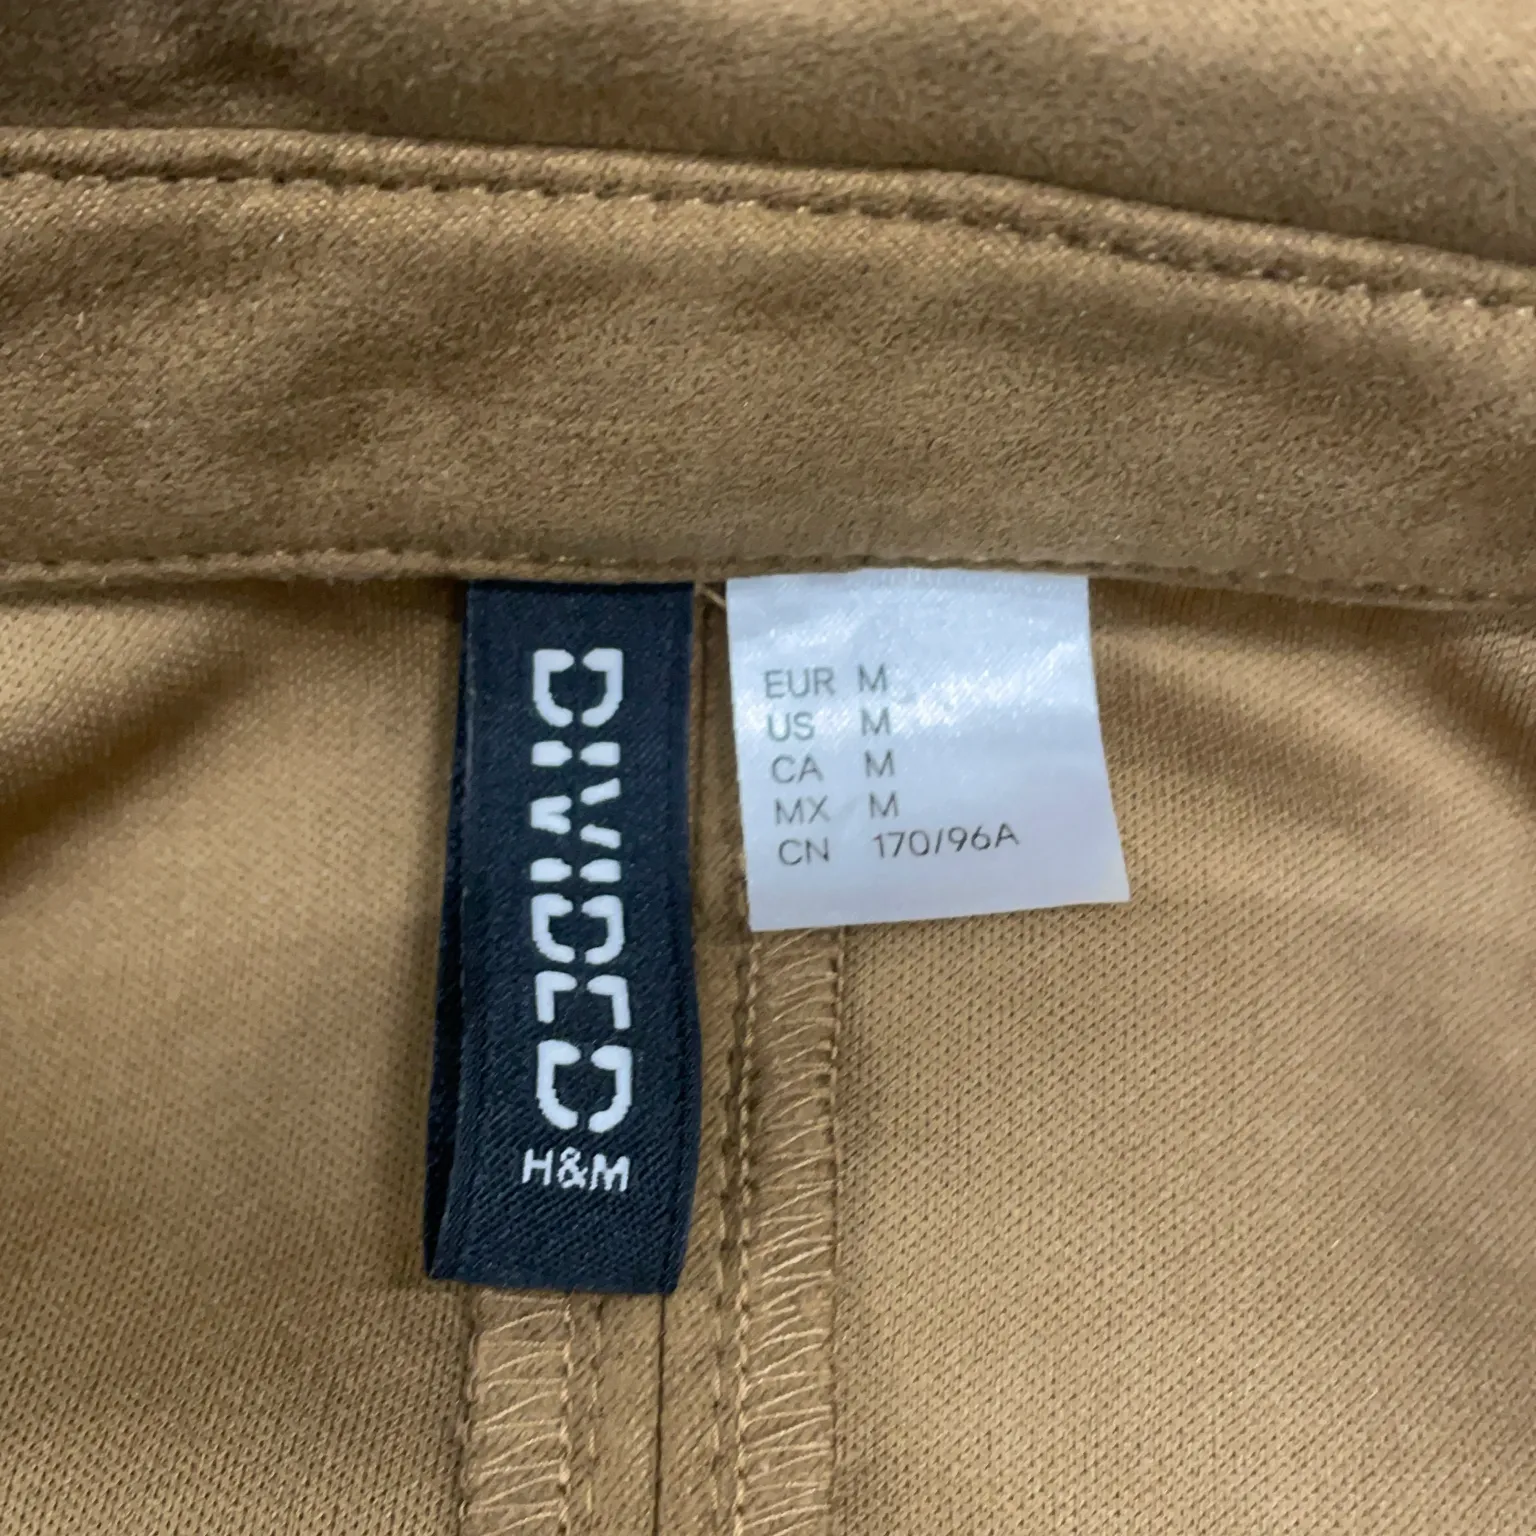 DIVIDED
H&M
EUR M
US M
CA M
MX M
CN 170/96A